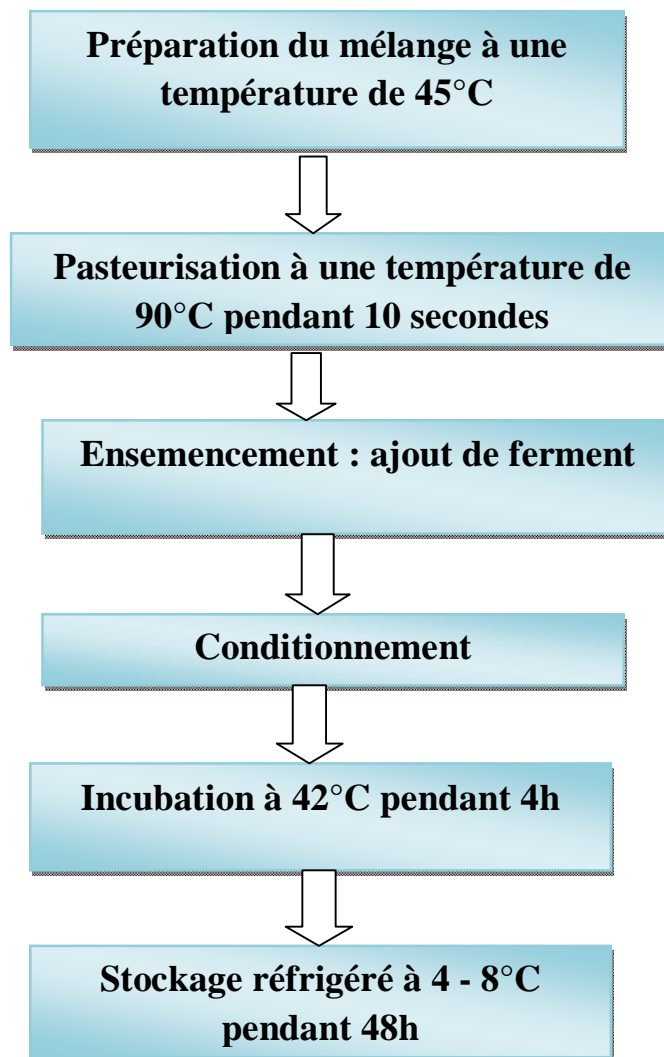 Préparation du mélange à une
température de 45°C
Pasteurisation à une température de
90°C pendant 10 secondes
Ensemencement : ajout de ferment
Conditionnement
Incubation à 42°C pendant 4h
Stockage réfrigéré à 4 - 8°C
pendant 48h